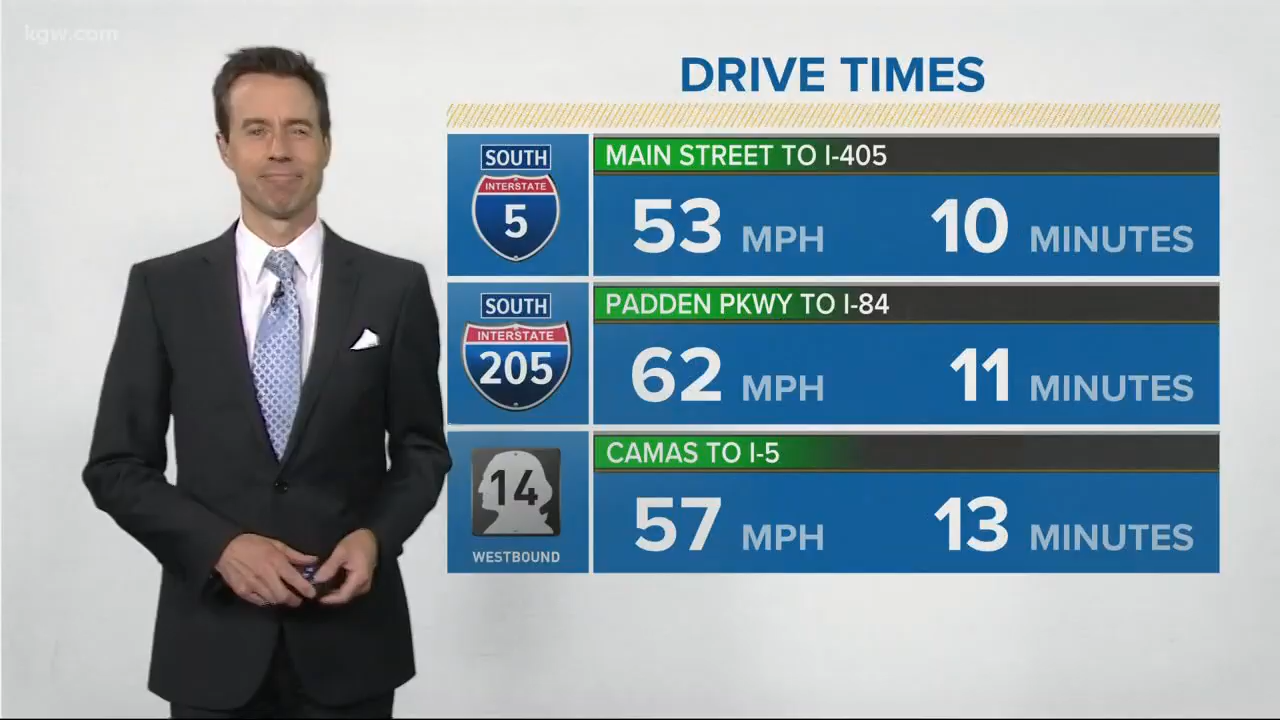 kgw.com
DRIVE TIMES
SOUTH
INTERSTATE
5
MAIN STREET TO I-405
53 MPH 10 MINUTES
SOUTH
INTERSTATE
205
PADDEN PKWY TO I-84
62 MPH 11 MINUTES
14
WESTBOUND
CAMAS TO I-5
57 MPH 13 MINUTES